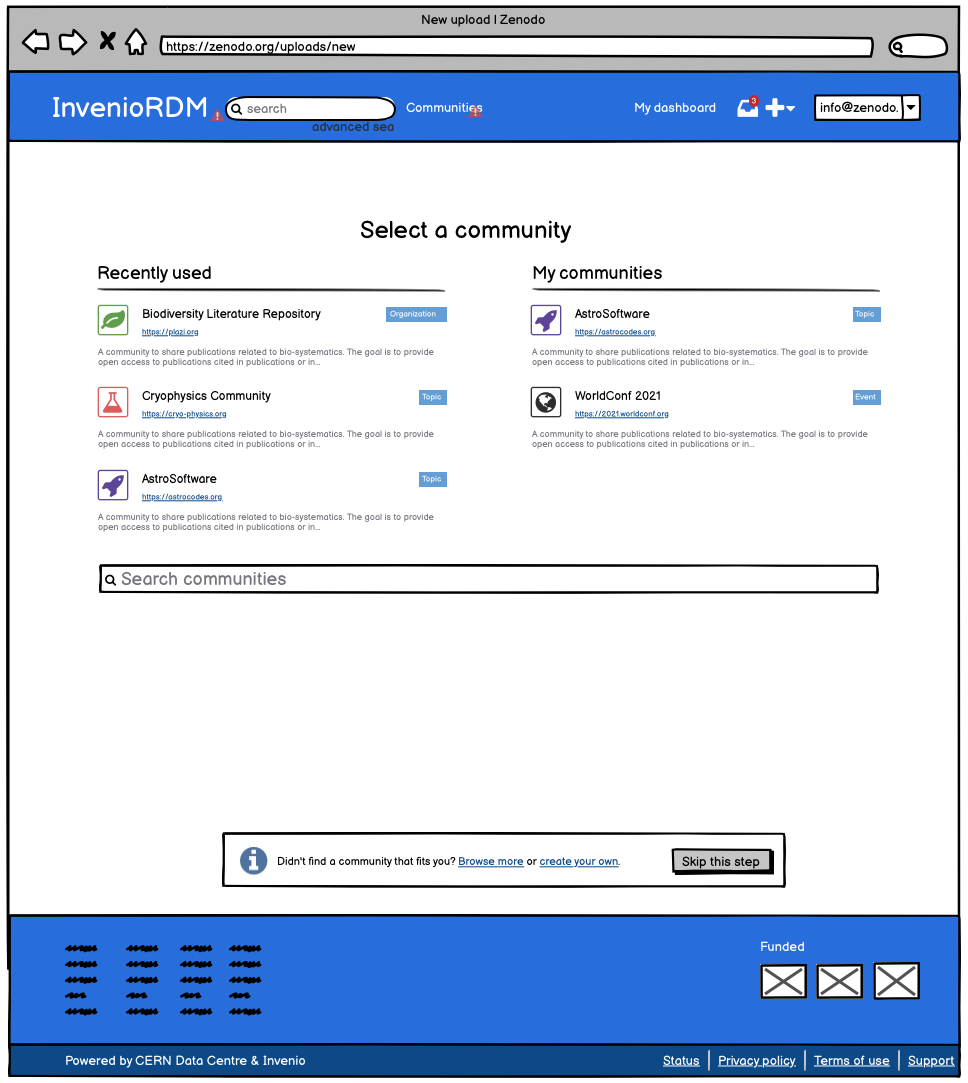 New upload | Zenodo
https://zenodo.org/uploads/new
InvenioRDM
search
Communities
My dashboard
3
info@zenodo.
advanced sea
Select a community
Recently used
Biodiversity Literature Repository
Organization
https://plazi.org
A community to share publications related to bio-systematics. The goal is to provide
open access to publications cited in publications or in...
Cryophysics Community
Topic
https://cryo-physics.org
A community to share publications related to bio-systematics. The goal is to provide
open access to publications cited in publications or in...
AstroSoftware
Topic
https://astrocodes.org
A community to share publications related to bio-systematics. The goal is to provide
open access to publications cited in publications or in...
My communities
AstroSoftware
Topic
https://astrocodes.org
A community to share publications related to bio-systematics. The goal is to provide
open access to publications cited in publications or in...
WorldConf 2021
Event
https://2021.worldconf.org
A community to share publications related to bio-systematics. The goal is to provide
open access to publications cited in publications or in...
Search communities
Didn't find a community that fits you? Browse more or create your own.
Skip this step
Funded
Powered by CERN Data Centre & Invenio
Status
Privacy policy
Terms of use
Support